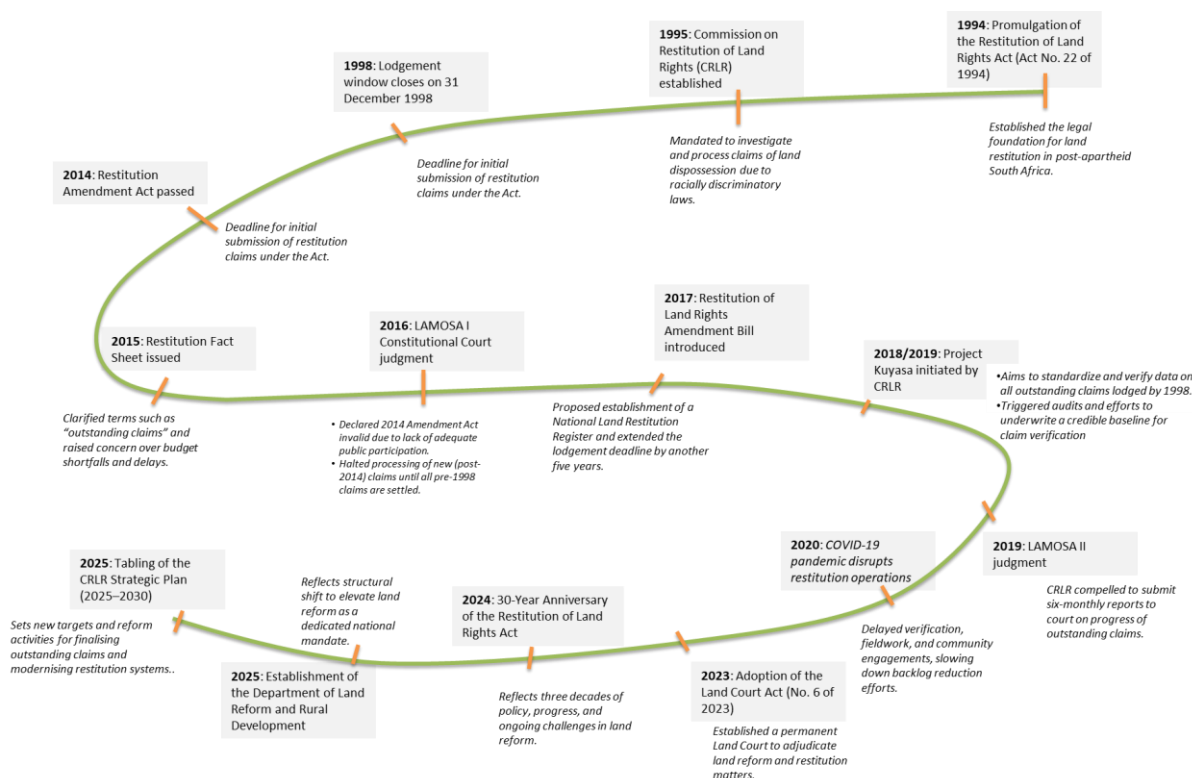 1994: Promulgation of
the Restitution of Land
Rights Act (Act No. 22 of
1994)
Established the legal
foundation for land
restitution in post-apartheid
South Africa.
1995: Commission on
Restitution of Land
Rights (CRLR)
established
Mandated to investigate
and process claims of land
dispossession due to
racially discriminatory
laws.
1998: Lodgement
window closes on 31
December 1998
Deadline for initial
submission of restitution
claims under the Act.
2014: Restitution
Amendment Act passed
Deadline for initial
submission of restitution
claims under the Act.
2015: Restitution Fact
Sheet issued
Clarified terms such as
“outstanding claims” and
raised concern over budget
shortfalls and delays.
2016: LAMOSA I
Constitutional Court
judgment
• Declared 2014 Amendment Act
invalid due to lack of adequate
public participation.
• Halted processing of new (post-
2014) claims until all pre-1998
claims are settled.
2017: Restitution of
Land Rights
Amendment Bill
introduced
Proposed establishment of a
National Land Restitution
Register and extended the
lodgement deadline by another
five years.
2018/2019: Project
Kuyasa initiated by
CRLR
•Aims to standardize and verify data on
all outstanding claims lodged by 1998.
•Triggered audits and efforts to
underwrite a credible baseline for
claim verification
2019: LAMOSA II
judgment
CRLR compelled to submit
six-monthly reports to
court on progress of
outstanding claims.
2020: COVID-19
pandemic disrupts
restitution operations
Delayed verification,
fieldwork, and community
engagements, slowing
down backlog reduction
efforts.
2023: Adoption of the
Land Court Act (No. 6 of
2023)
Established a permanent
Land Court to adjudicate
land reform and restitution
matters.
2024: 30-Year Anniversary
of the Restitution of Land
Rights Act
Reflects three decades of
policy, progress, and
ongoing challenges in land
reform.
2025: Establishment of
the Department of Land
Reform and Rural
Development
Reflects structural
shift to elevate land
reform as a
dedicated national
mandate.
2025: Tabling of the
CRLR Strategic Plan
(2025–2030)
Sets new targets and reform
activities for finalising
outstanding claims and
modernising restitution systems..